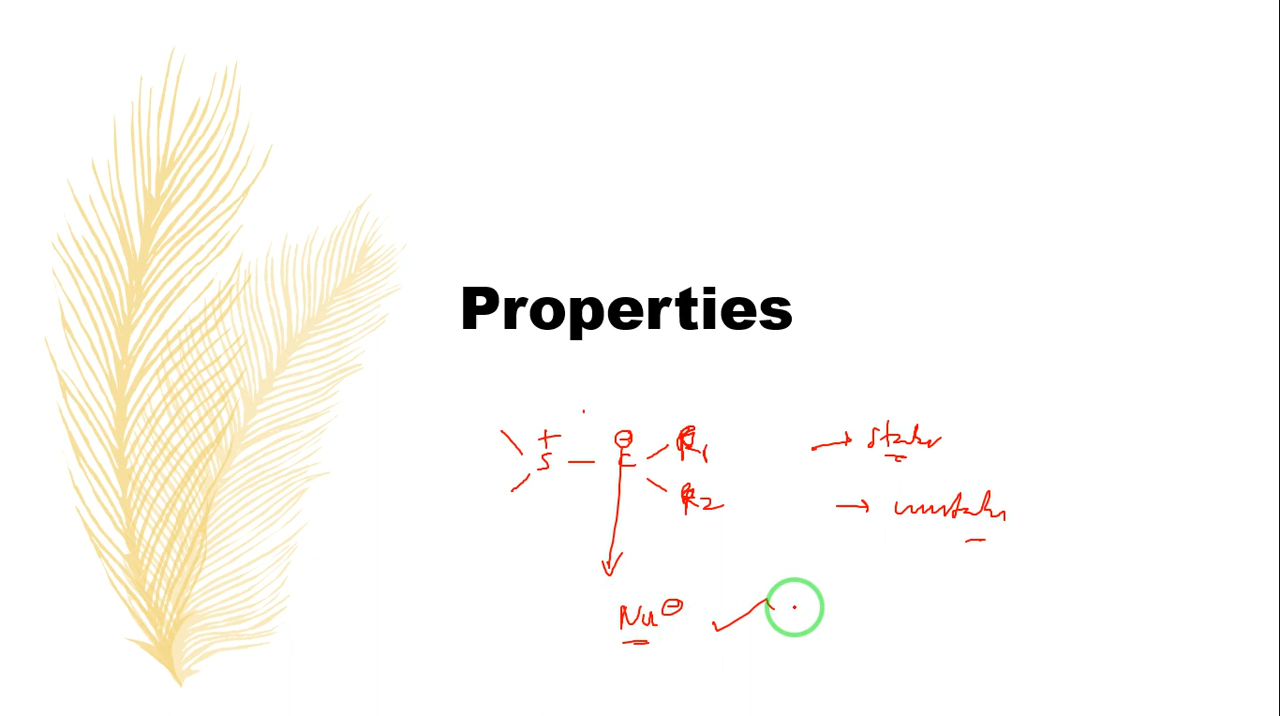 Properties
+ ⊖ R1
S — C
R2
→ stable
→ unstable
Nu⊖